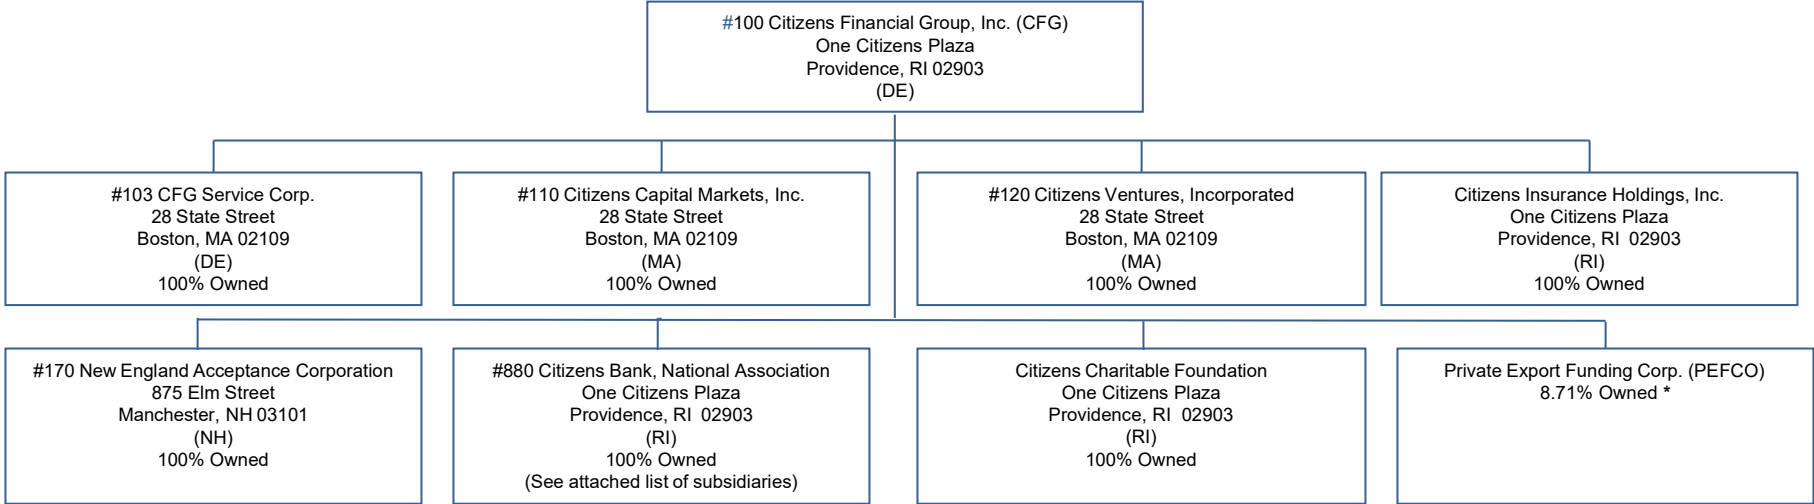 #100 Citizens Financial Group, Inc. (CFG)
One Citizens Plaza
Providence, RI 02903
(DE)
#103 CFG Service Corp.
28 State Street
Boston, MA 02109
(DE)
100% Owned
#110 Citizens Capital Markets, Inc.
28 State Street
Boston, MA 02109
(MA)
100% Owned
#120 Citizens Ventures, Incorporated
28 State Street
Boston, MA 02109
(MA)
100% Owned
Citizens Insurance Holdings, Inc.
One Citizens Plaza
Providence, RI  02903
(RI)
100% Owned
#170 New England Acceptance Corporation
875 Elm Street
Manchester, NH 03101
(NH)
100% Owned
#880 Citizens Bank, National Association
One Citizens Plaza
Providence, RI  02903
(RI)
100% Owned
(See attached list of subsidiaries)
Citizens Charitable Foundation
One Citizens Plaza
Providence, RI  02903
(RI)
100% Owned
Private Export Funding Corp. (PEFCO)
8.71% Owned *